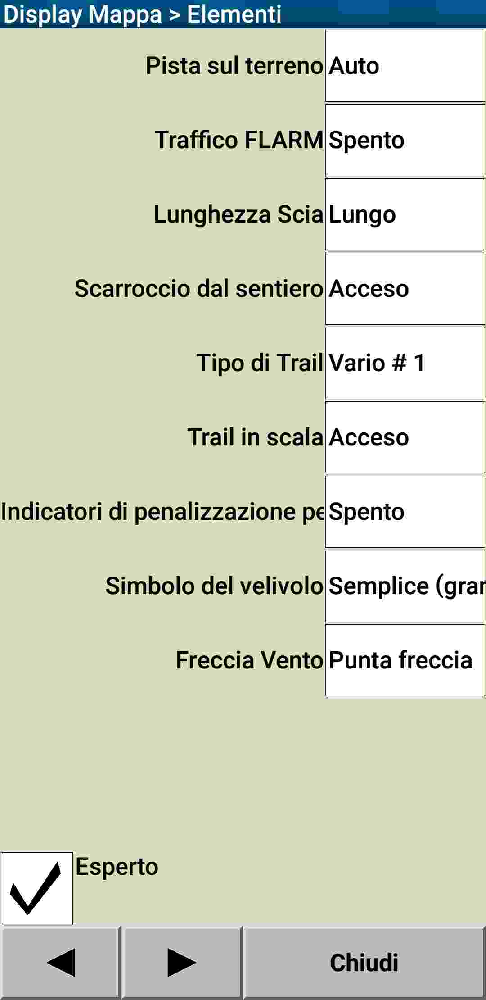 Display Mappa > Elementi
Pista sul terreno Auto
Traffico FLARM Spento
Lunghezza Scia Lungo
Scarroccio dal sentiero Acceso
Tipo di Trail Vario # 1
Trail in scala Acceso
Indicatori di penalizzazione pe Spento
Simbolo del velivolo Semplice (gran
Freccia Vento Punta freccia
Esperto
Chiudi